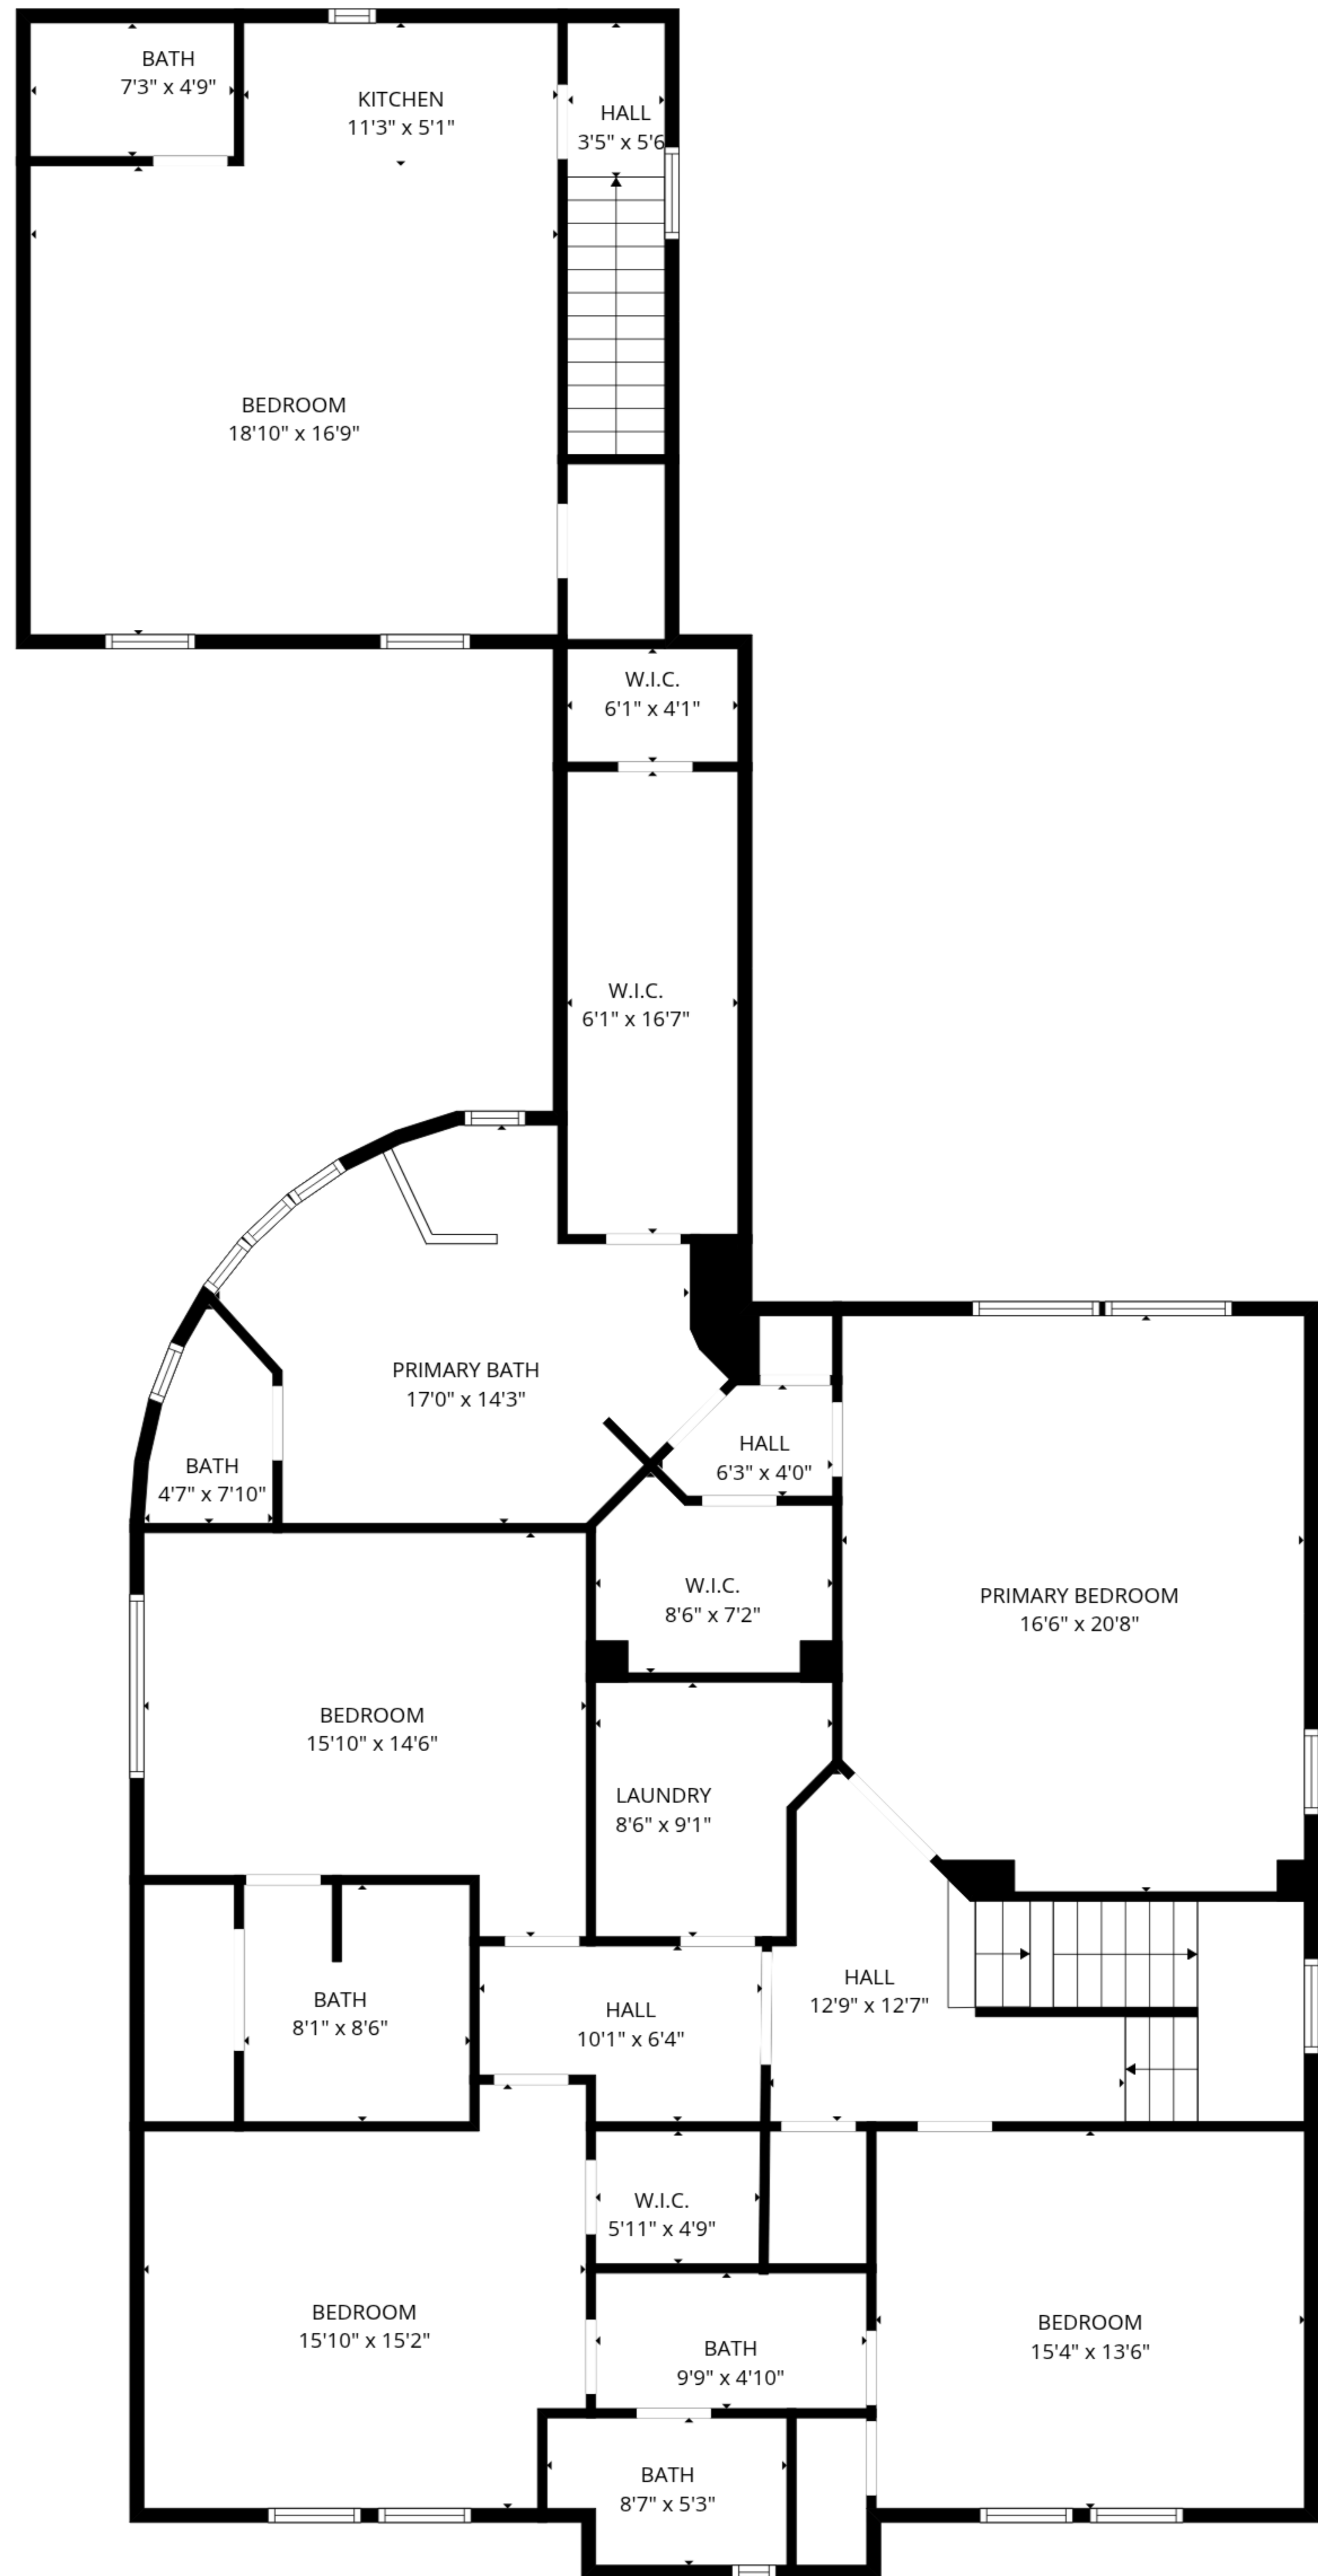 BATH
7'3" x 4'9"
KITCHEN
11'3" x 5'1"
HALL
3'5" x 5'6
BEDROOM
18'10" x 16'9"
W.I.C.
6'1" x 4'1"
W.I.C.
6'1" x 16'7"
PRIMARY BATH
17'0" x 14'3"
HALL
6'3" x 4'0"
BATH
4'7" x 7'10"
W.I.C.
8'6" x 7'2"
PRIMARY BEDROOM
16'6" x 20'8"
BEDROOM
15'10" x 14'6"
LAUNDRY
8'6" x 9'1"
HALL
12'9" x 12'7"
BATH
8'1" x 8'6"
HALL
10'1" x 6'4"
W.I.C.
5'11" x 4'9"
BEDROOM
15'10" x 15'2"
BATH
9'9" x 4'10"
BEDROOM
15'4" x 13'6"
BATH
8'7" x 5'3"